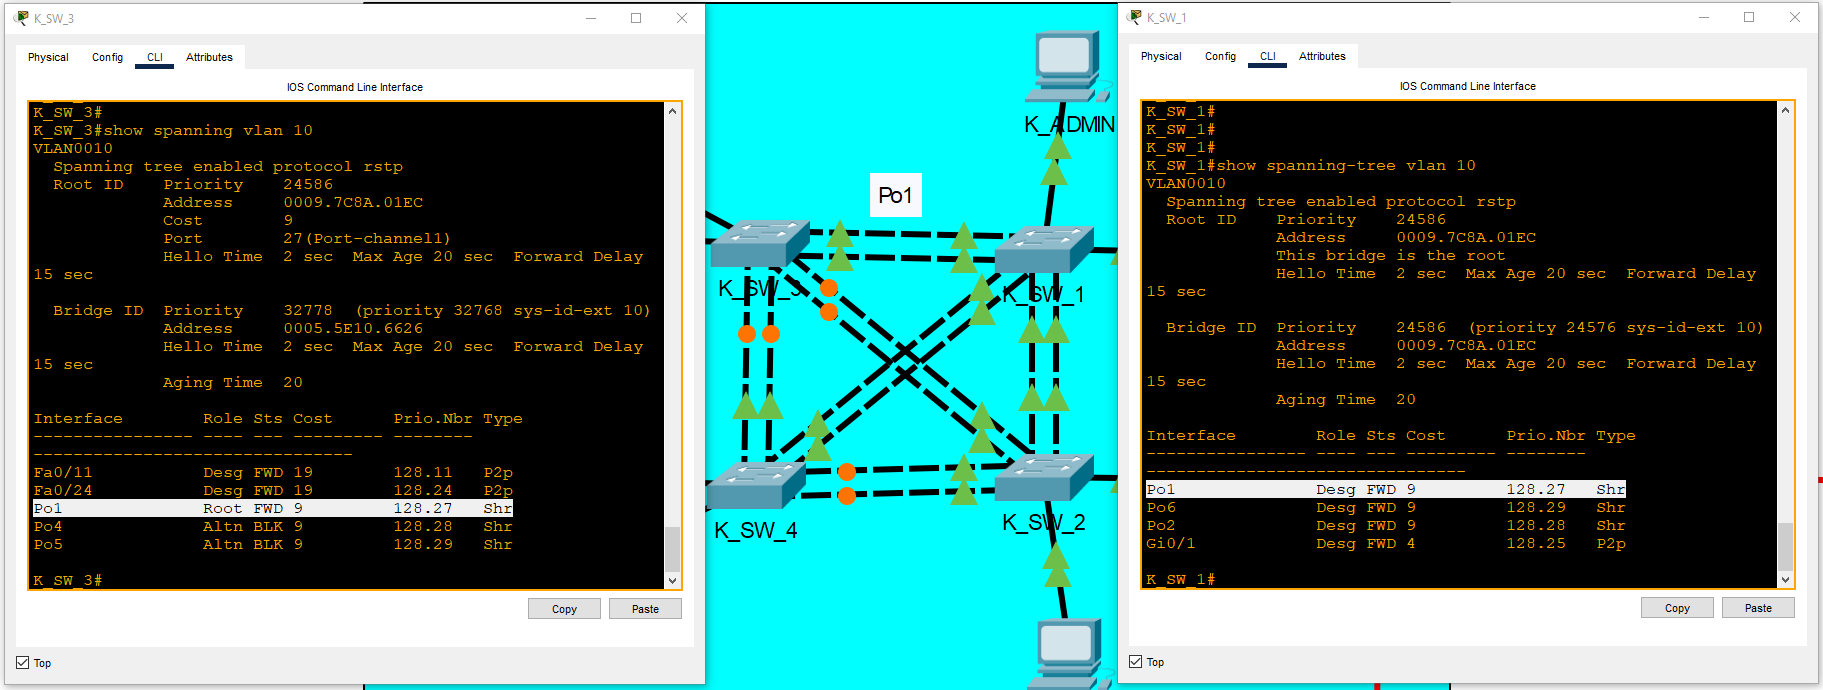 K_SW_3
Physical Config CLI Attributes
IOS Command Line Interface
K_SW_3#
K_SW_3#show spanning vlan 10
VLAN0010
  Spanning tree enabled protocol rstp
  Root ID    Priority    24586
             Address     0009.7C8A.01EC
             Cost        9
             Port        27(Port-channel1)
             Hello Time  2 sec  Max Age 20 sec  Forward Delay
15 sec
  Bridge ID  Priority    32778  (priority 32768 sys-id-ext 10)
             Address     0005.5E10.6626
             Hello Time  2 sec  Max Age 20 sec  Forward Delay
15 sec
             Aging Time  20
Interface        Role Sts Cost      Prio.Nbr Type
---------------- ---- --- --------- --------
--------------------------------
Fa0/11           Desg FWD 19        128.11   P2p
Fa0/24           Desg FWD 19        128.24   P2p
Po1              Root FWD 9         128.27   Shr
Po4              Altn BLK 9         128.28   Shr
Po5              Altn BLK 9         128.29   Shr
K_SW_3#
Copy Paste
Top
K_ADMIN
Po1
K_SW_3
K_SW_1
K_SW_4
K_SW_2
K_SW_1
Physical Config CLI Attributes
IOS Command Line Interface
K_SW_1#
K_SW_1#
K_SW_1#
K_SW_1#show spanning-tree vlan 10
VLAN0010
  Spanning tree enabled protocol rstp
  Root ID    Priority    24586
             Address     0009.7C8A.01EC
             This bridge is the root
             Hello Time  2 sec  Max Age 20 sec  Forward Delay
15 sec
  Bridge ID  Priority    24586  (priority 24576 sys-id-ext 10)
             Address     0009.7C8A.01EC
             Hello Time  2 sec  Max Age 20 sec  Forward Delay
15 sec
             Aging Time  20
Interface        Role Sts Cost      Prio.Nbr Type
---------------- ---- --- --------- --------
--------------------------------
Po1              Desg FWD 9         128.27   Shr
Po6              Desg FWD 9         128.29   Shr
Po2              Desg FWD 9         128.28   Shr
Gi0/1            Desg FWD 4         128.25   P2p
K_SW_1#
Copy Paste
Top